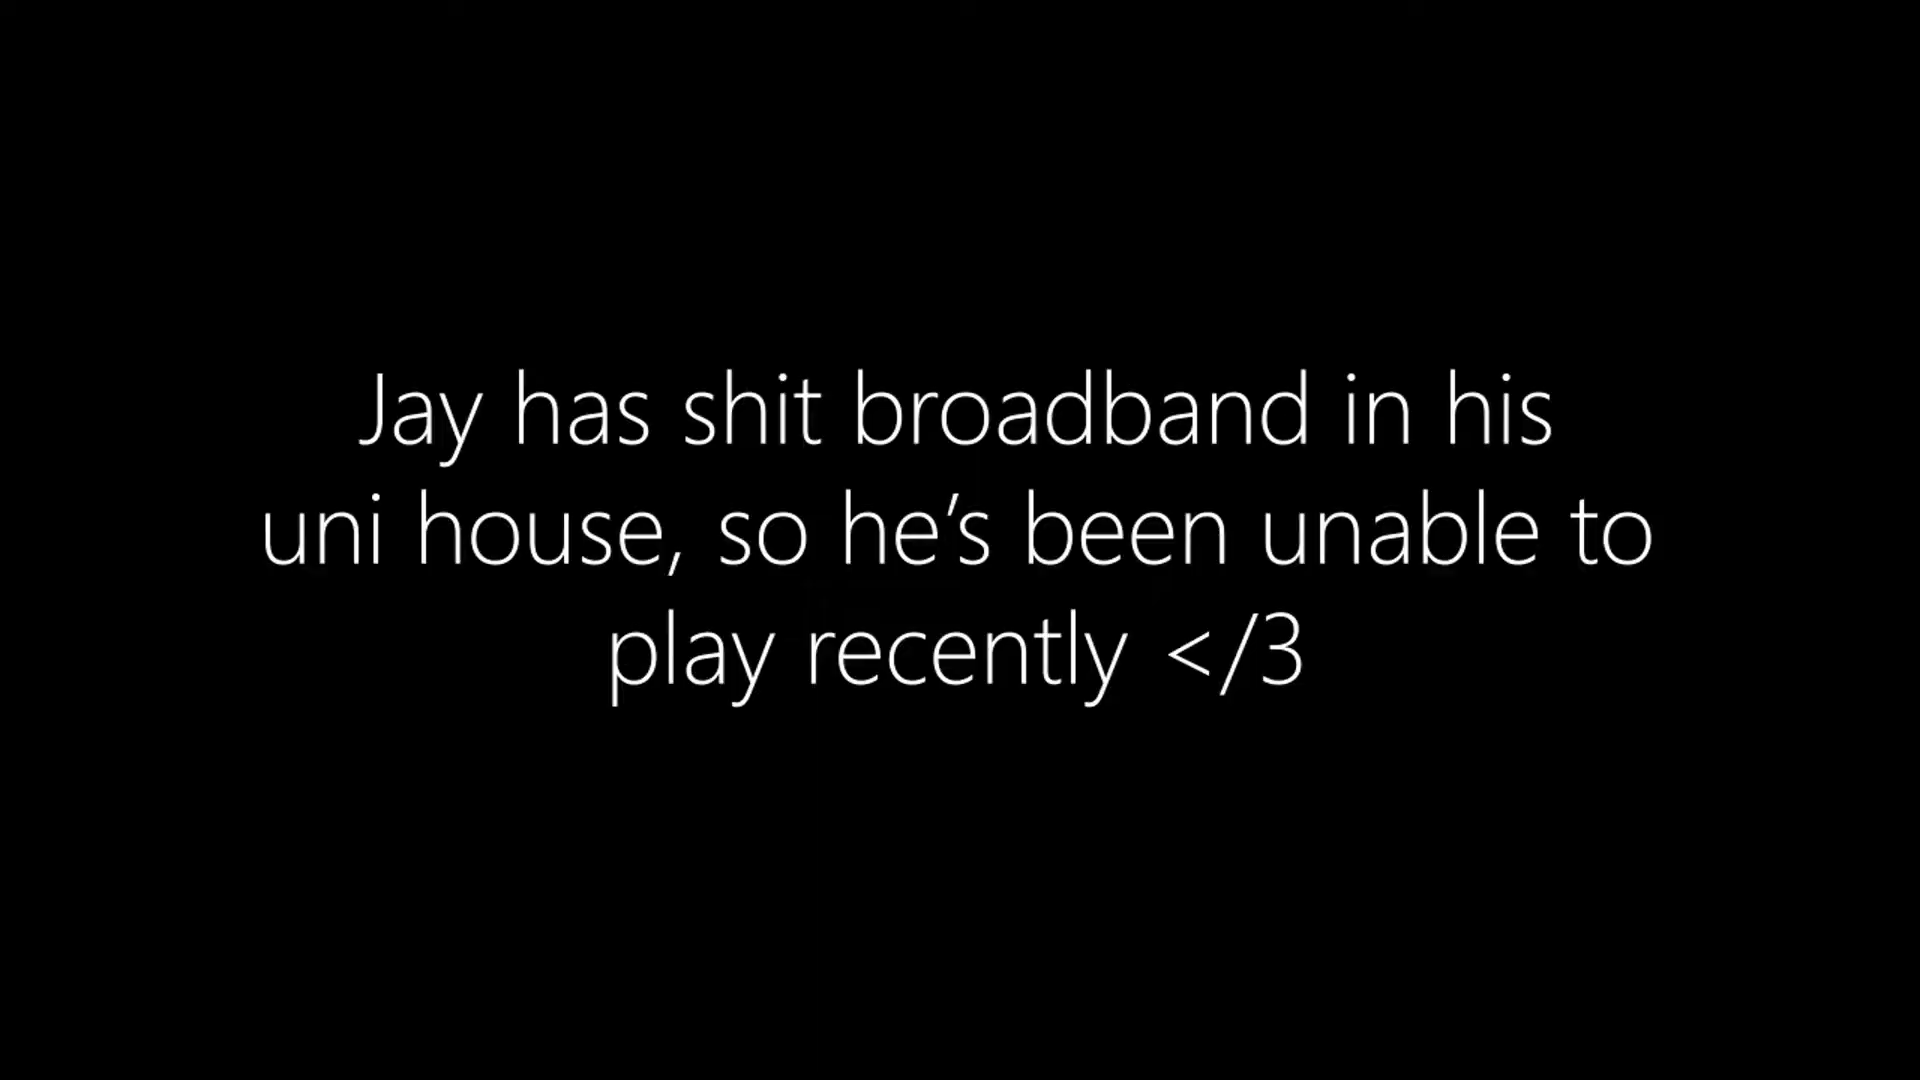 Jay has shit broadband in his
uni house, so he’s been unable to
play recently </3